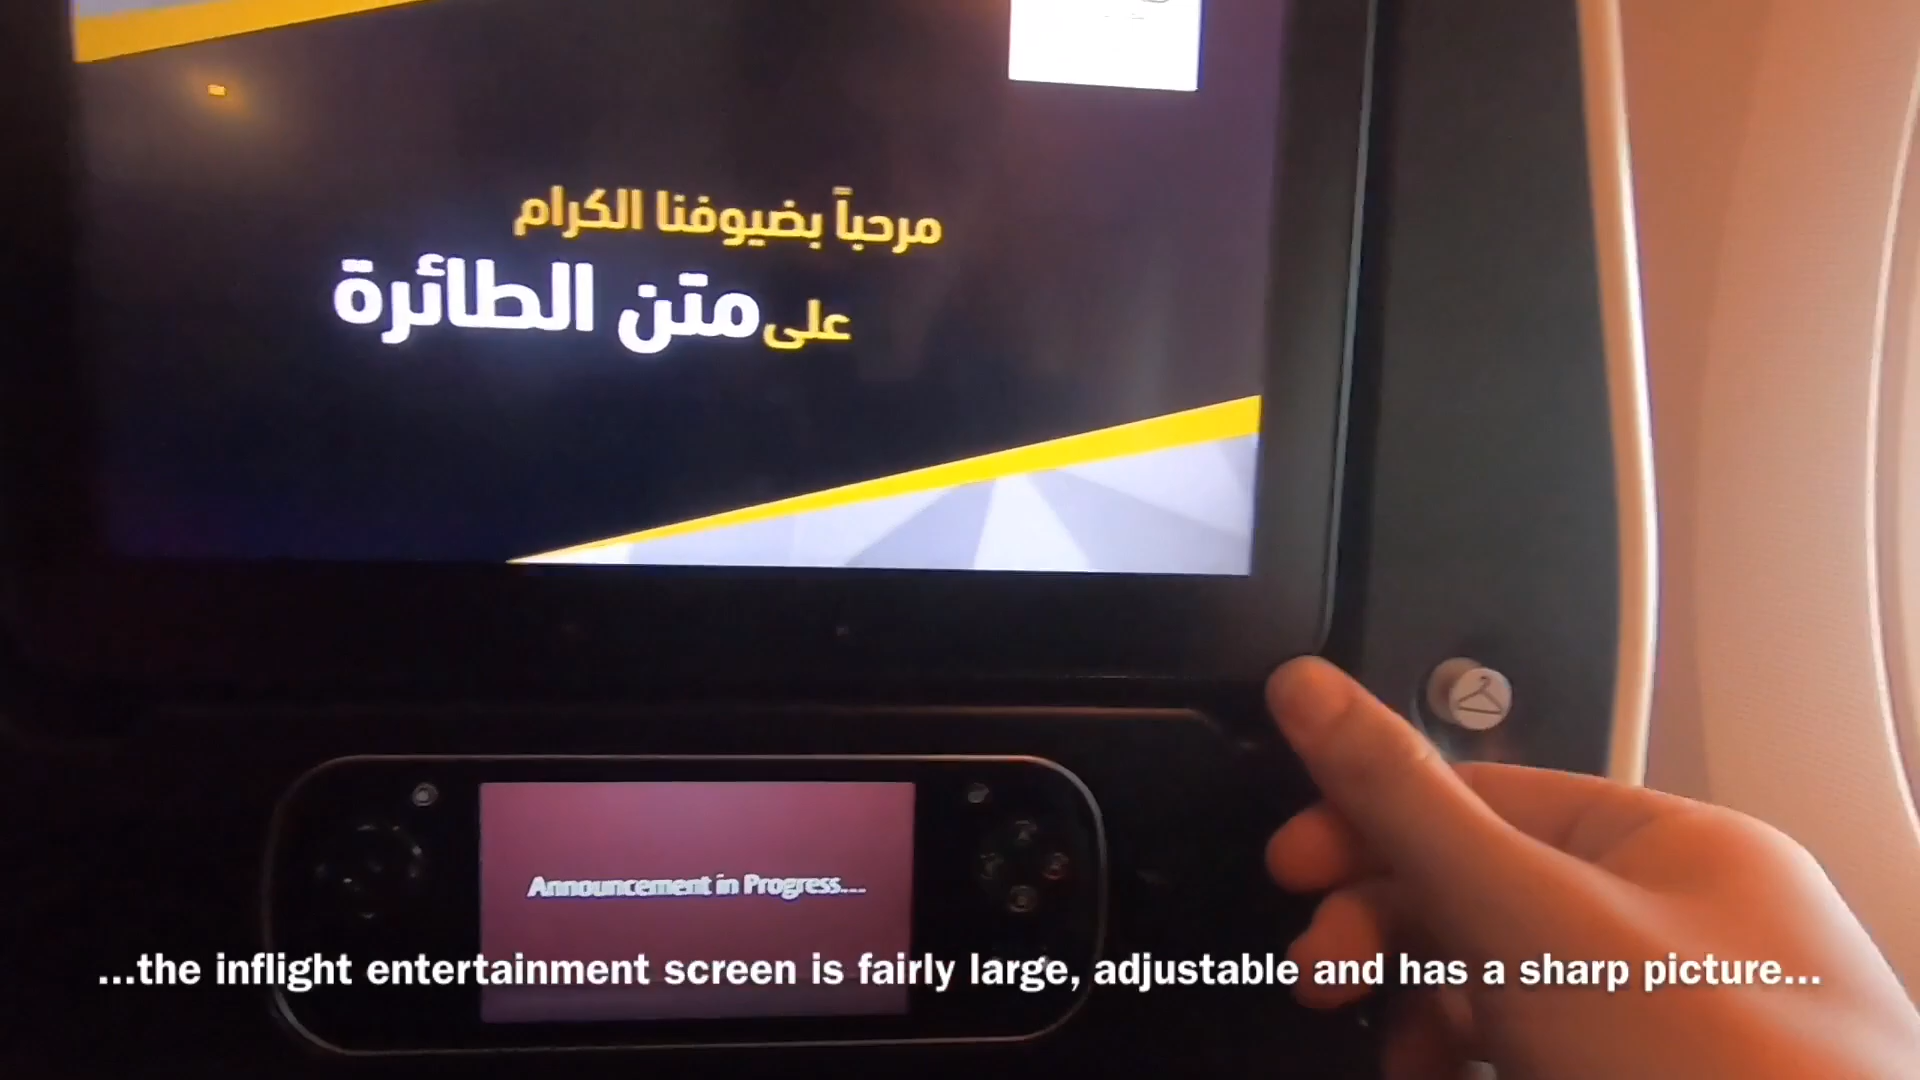 مرحباً بضيوفنا الكرام
على متن الطائرة
Announcement in Progress...
...the inflight entertainment screen is fairly large, adjustable and has a sharp picture...